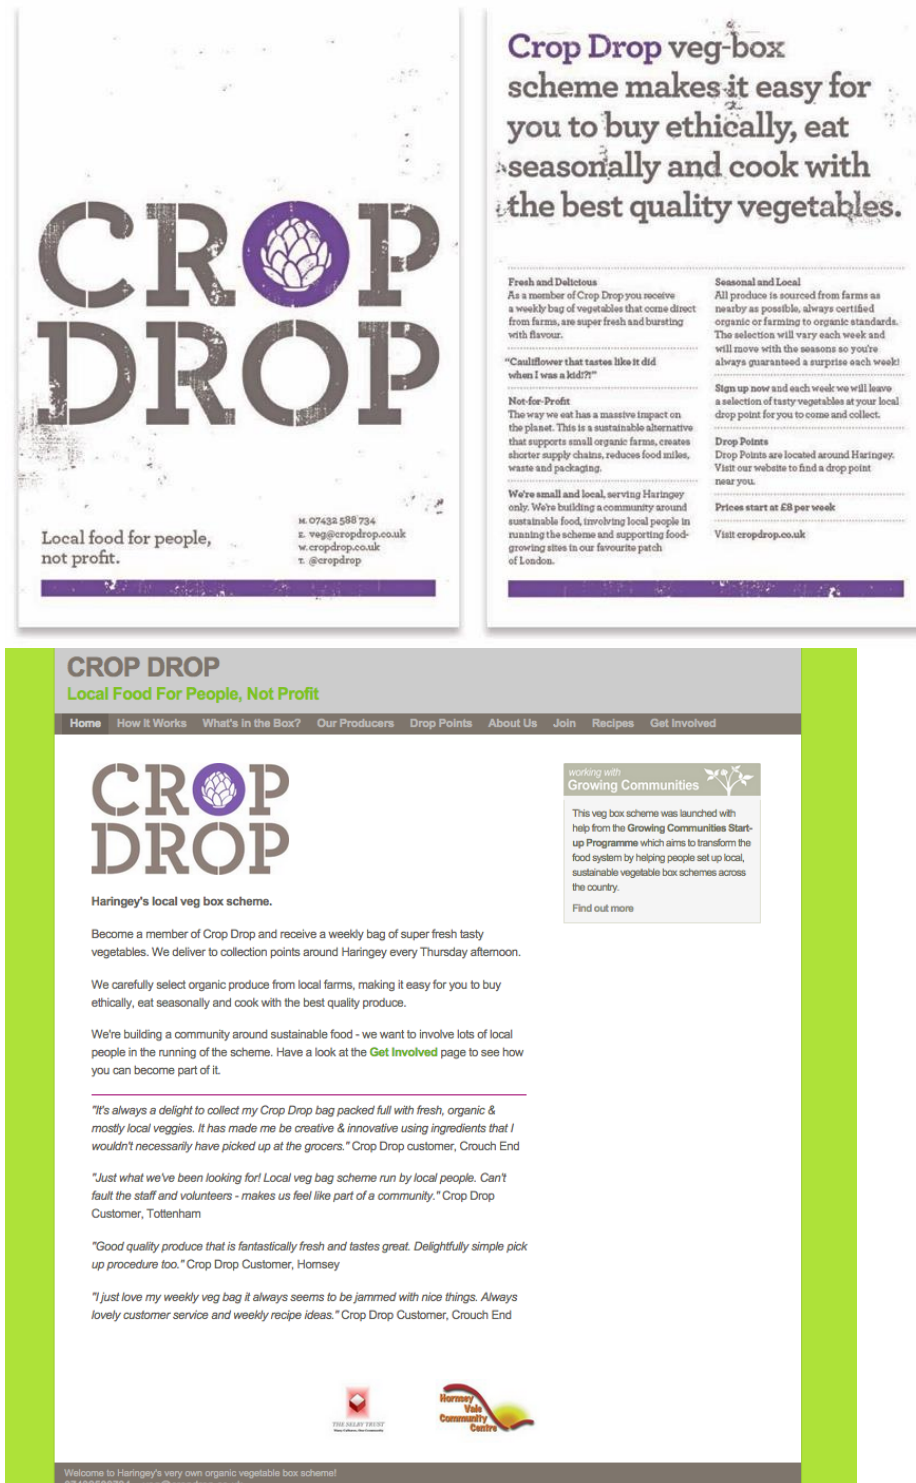 CROP
DROP
Local food for people,
not profit.
M. 07432 588 734
E. veg@cropdrop.co.uk
w. cropdrop.co.uk
T. @cropdrop
Crop Drop veg-box
scheme makes it easy for
you to buy ethically, eat
seasonally and cook with
the best quality vegetables.
Fresh and Delicious
As a member of Crop Drop you receive
a weekly bag of vegetables that come direct
from farms, are super fresh and bursting
with flavour.
"Cauliflower that tastes like it did
when I was a kid!?!"
Not-for-Profit
The way we eat has a massive impact on
the planet. This is a sustainable alternative
that supports small organic farms, creates
shorter supply chains, reduces food miles,
waste and packaging.
We're small and local, serving Haringey
only. We're building a community around
sustainable food, involving local people in
running the scheme and supporting food-
growing sites in our favourite patch
of London.
Seasonal and Local
All produce is sourced from farms as
nearby as possible, always certified
organic or farming to organic standards.
The selection will vary each week and
will move with the seasons so you're
always guaranteed a surprise each week!
Sign up now and each week we will leave
a selection of tasty vegetables at your local
drop point for you to come and collect.
Drop Points
Drop Points are located around Haringey.
Visit our website to find a drop point
near you.
Prices start at £8 per week
Visit cropdrop.co.uk
CROP DROP
Local Food For People, Not Profit
Home How It Works What's in the Box? Our Producers Drop Points About Us Join Recipes Get Involved
CROP
DROP
Haringey's local veg box scheme.
Become a member of Crop Drop and receive a weekly bag of super fresh tasty
vegetables. We deliver to collection points around Haringey every Thursday afternoon.
We carefully select organic produce from local farms, making it easy for you to buy
ethically, eat seasonally and cook with the best quality produce.
We're building a community around sustainable food - we want to involve lots of local
people in the running of the scheme. Have a look at the Get Involved page to see how
you can become part of it.
"It's always a delight to collect my Crop Drop bag packed full with fresh, organic &
mostly local veggies. It has made me be creative & innovative using ingredients that I
wouldn't necessarily have picked up at the grocers." Crop Drop customer, Crouch End
"Just what we've been looking for! Local veg bag scheme run by local people. Can't
fault the staff and volunteers - makes us feel like part of a community." Crop Drop
Customer, Tottenham
"Good quality produce that is fantastically fresh and tastes great. Delightfully simple pick
up procedure too." Crop Drop Customer, Hornsey
"I just love my weekly veg bag it always seems to be jammed with nice things. Always
lovely customer service and weekly recipe ideas." Crop Drop Customer, Crouch End
working with
Growing Communities
This veg box scheme was launched with
help from the Growing Communities Start-
up Programme which aims to transform the
food system by helping people set up local,
sustainable vegetable box schemes across
the country.
Find out more
THE SELBY TRUST
Many Cultures, One Community
Hornsey
Vale
Community
Centre
Welcome to Haringey's very own organic vegetable box scheme!